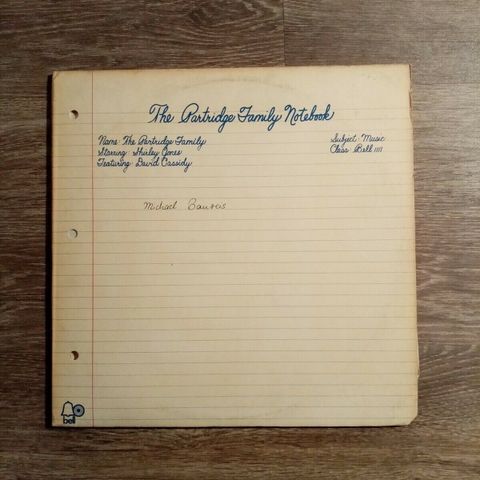 The Partridge Family Notebook
Name: The Partridge Family
Starring: Shirley Jones
Featuring: David Cassidy
Subject: Music
Class: Bell 1111
Michael
bell